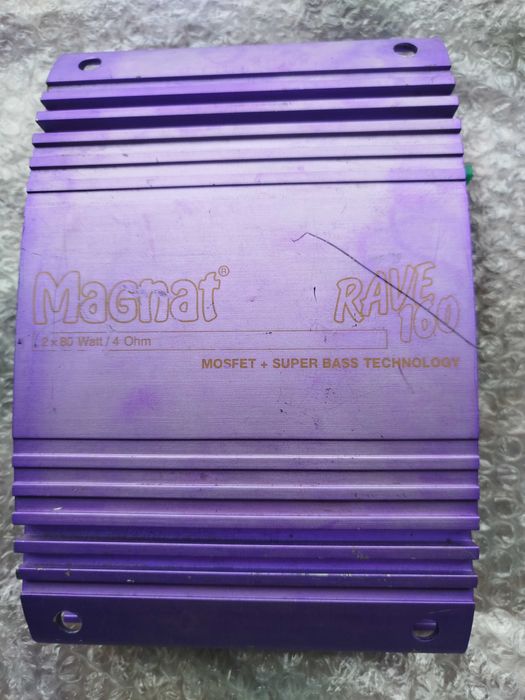 Magnat®
RAVE
160
2 x 80 Watt / 4 Ohm
MOSFET + SUPER BASS TECHNOLOGY